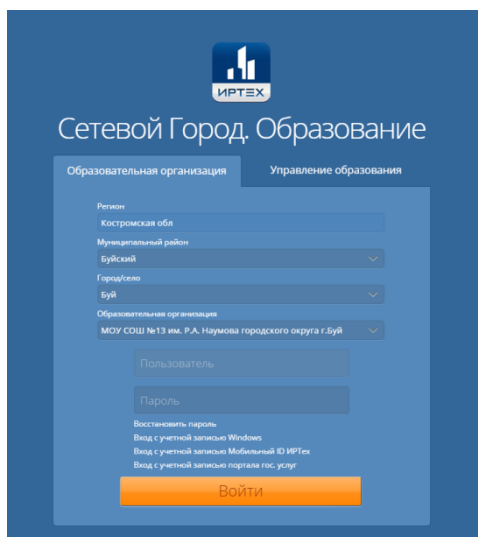 ИРТЕХ
Сетевой Город. Образование
Образовательная организация
Управление образования
Регион
Костромская обл
Муниципальный район
Буйский
Город/село
Буй
Образовательная организация
МОУ СОШ №13 им. Р.А. Наумова городского округа г.Буй
Пользователь
Пароль
Восстановить пароль
Вход с учетной записью Windows
Вход с учетной записью Мобильный ID ИРТех
Вход с учетной записью портала гос. услуг
Войти